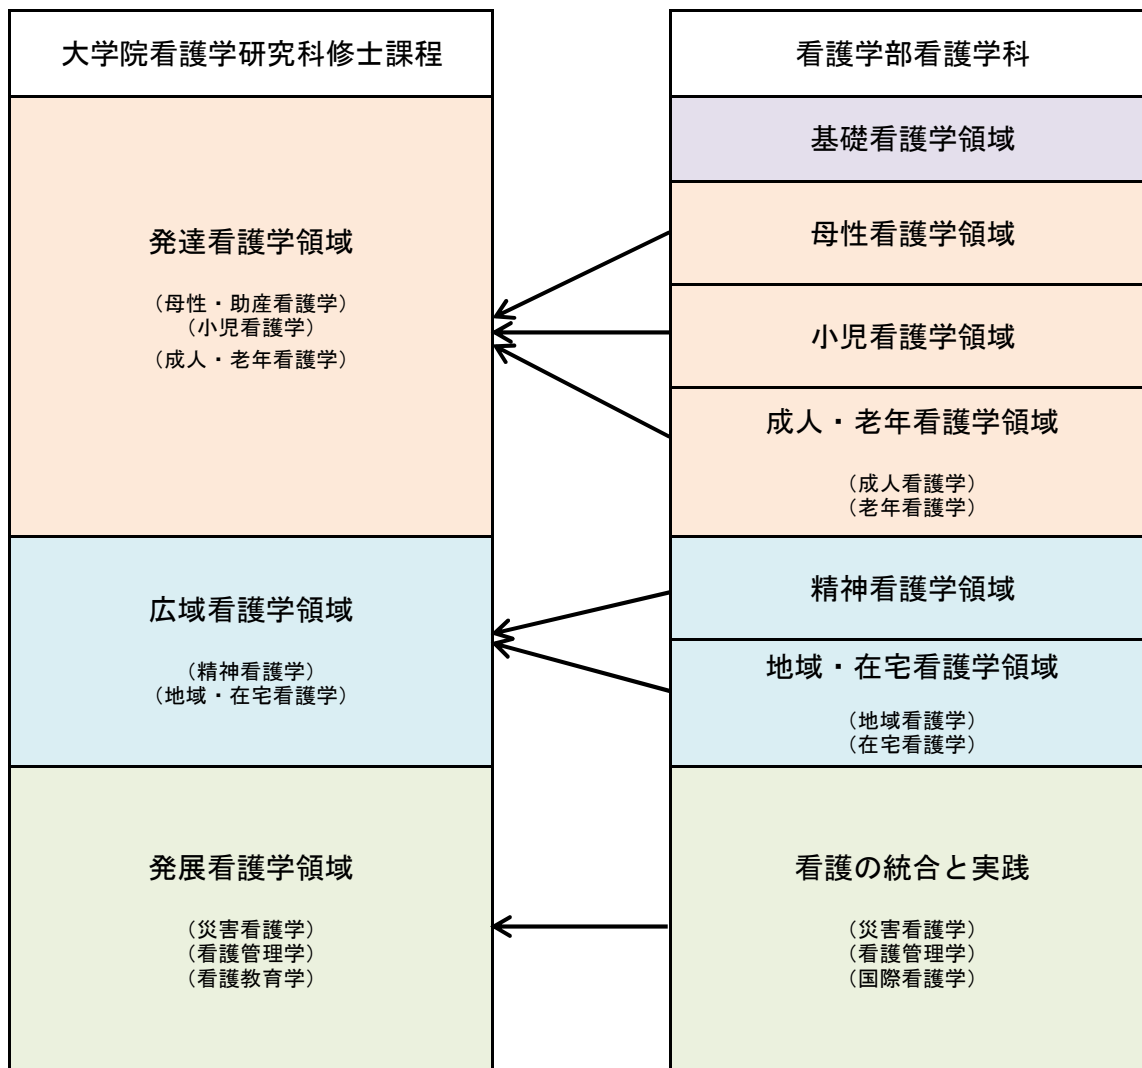 大学院看護学研究科修士課程
発達看護学領域
（母性・助産看護学）
（小児看護学）
（成人・老年看護学）
広域看護学領域
（精神看護学）
（地域・在宅看護学）
発展看護学領域
（災害看護学）
（看護管理学）
（看護教育学）
看護学部看護学科
基礎看護学領域
母性看護学領域
小児看護学領域
成人・老年看護学領域
（成人看護学）
（老年看護学）
精神看護学領域
地域・在宅看護学領域
（地域看護学）
（在宅看護学）
看護の統合と実践
（災害看護学）
（看護管理学）
（国際看護学）